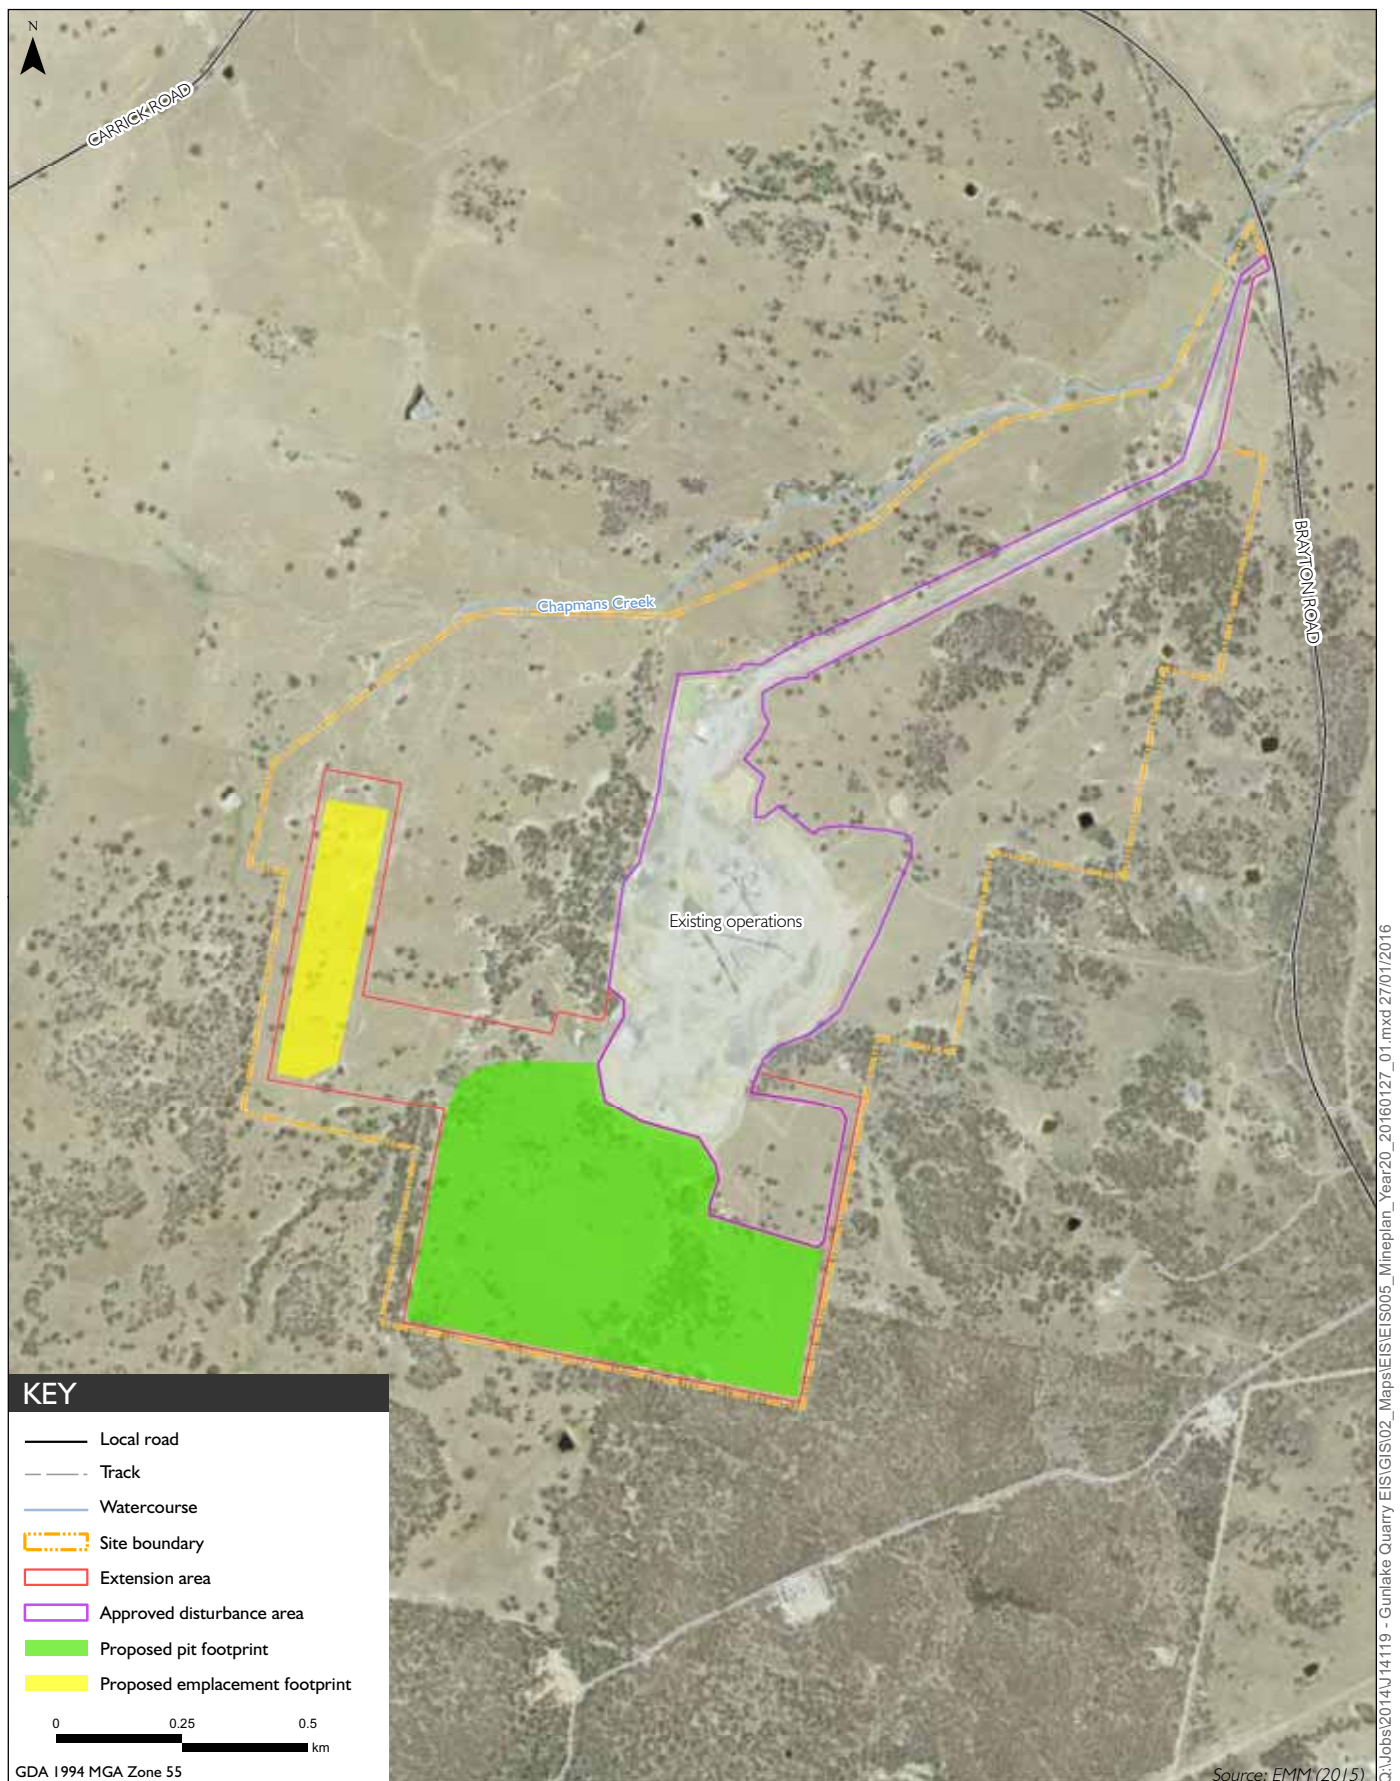 N
CARRICK ROAD
BRAYTON ROAD
Chapmans Creek
Existing operations
KEY
Local road
Track
Watercourse
Site boundary
Extension area
Approved disturbance area
Proposed pit footprint
Proposed emplacement footprint
0 0.25 0.5
km
GDA 1994 MGA Zone 55
Source: EMM (2015)
Q:\Jobs\2014\J14119 - Gunlake Quarry EIS\GIS\02_Maps\EIS\EIS005_Mineplan_Year20_20160127_01.mxd 27/01/2016